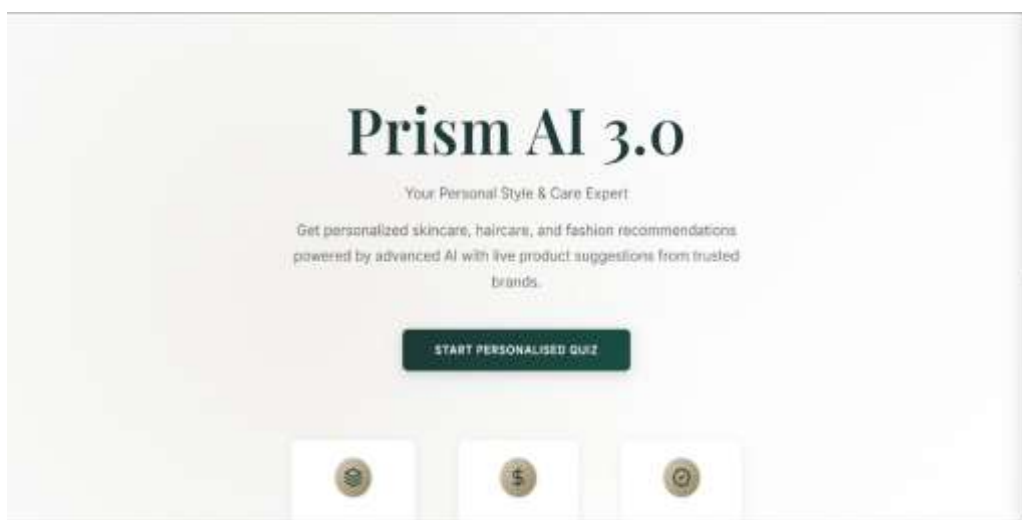 Prism AI 3.0
Your Personal Style & Care Expert
Get personalized skincare, haircare, and fashion recommendations
powered by advanced AI with live product suggestions from trusted
brands.
START PERSONALISED QUIZ
$